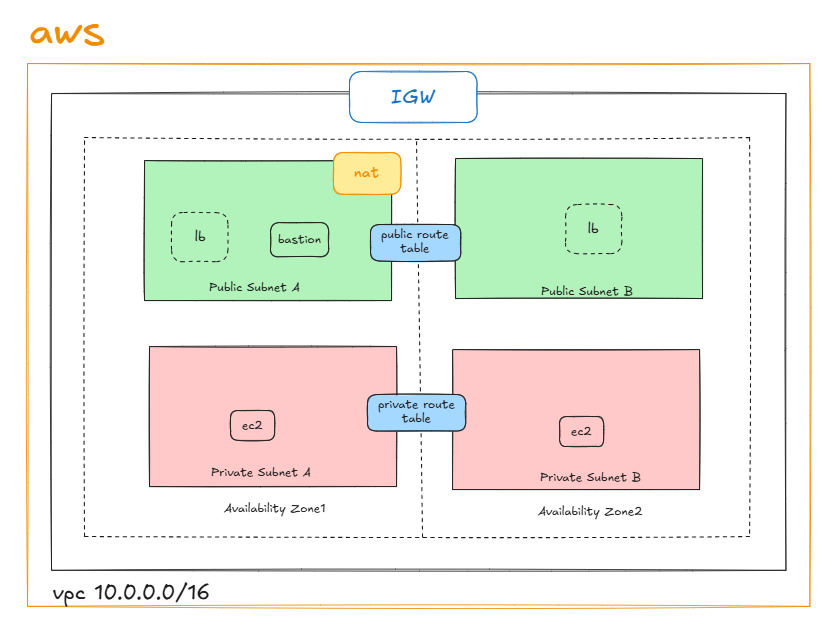 aws
IGW
nat
lb
bastion
public route
table
lb
Public Subnet A
Public Subnet B
private route
table
ec2
ec2
Private Subnet A
Private Subnet B
Availability Zone1
Availability Zone2
vpc 10.0.0.0/16